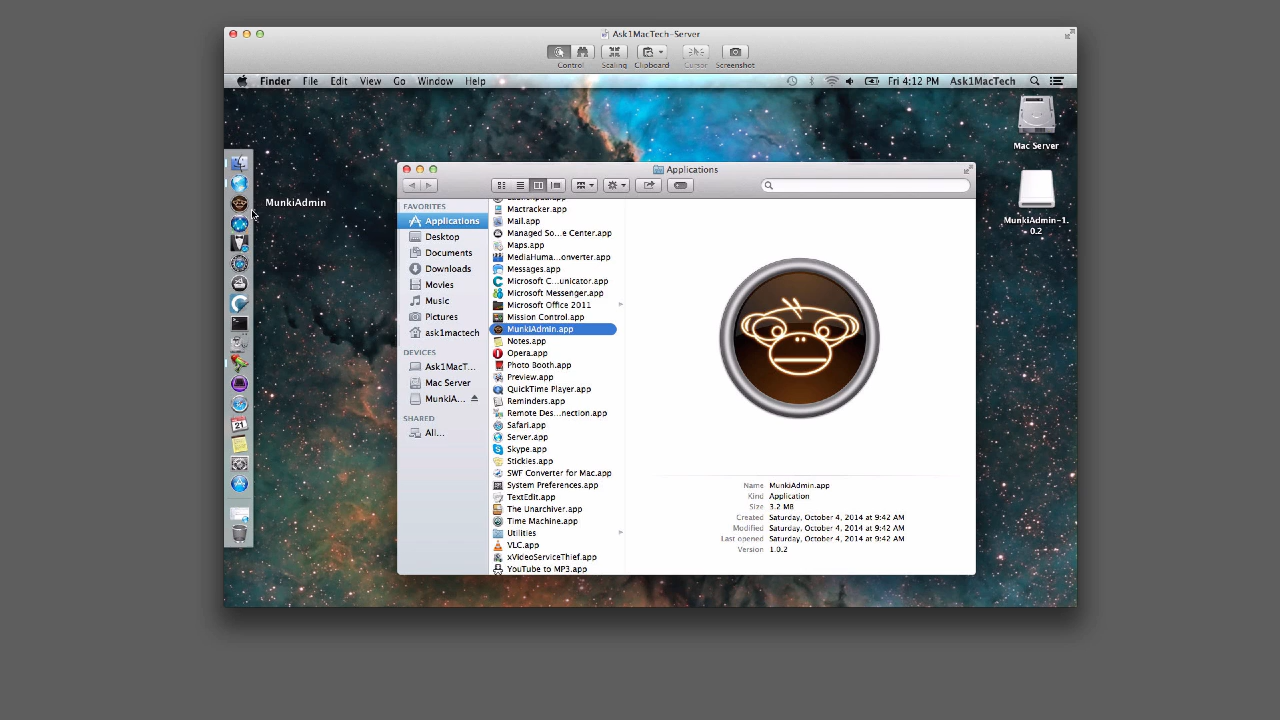 Ask1MacTech-Server
Control
Scaling
Clipboard
Cursor
Screenshot
Finder File Edit View Go Window Help
Fri 4:12 PM Ask1MacTech
Mac Server
MunkiAdmin-1.
0.2
MunkiAdmin
21
Applications
FAVORITES
Applications
Desktop
Documents
Downloads
Movies
Music
Pictures
ask1mactech
DEVICES
Ask1MacT...
Mac Server
MunkiA...
SHARED
Ali...
Mactracker.app
Mail.app
Managed So...e Center.app
Maps.app
MediaHuma...onverter.app
Messages.app
Microsoft C...unicator.app
Microsoft Messenger.app
Microsoft Office 2011
Mission Control.app
MunkiAdmin.app
Notes.app
Opera.app
Photo Booth.app
Preview.app
QuickTime Player.app
Reminders.app
Remote Des...nection.app
Safari.app
Server.app
Skype.app
Stickies.app
SWF Converter for Mac.app
System Preferences.app
TextEdit.app
The Unarchiver.app
Time Machine.app
Utilities
VLC.app
xVideoServiceThief.app
YouTube to MP3.app
Name MunkiAdmin.app
Kind Application
Size 3.2 MB
Created Saturday, October 4, 2014 at 9:42 AM
Modified Saturday, October 4, 2014 at 9:42 AM
Last opened Saturday, October 4, 2014 at 9:42 AM
Version 1.0.2